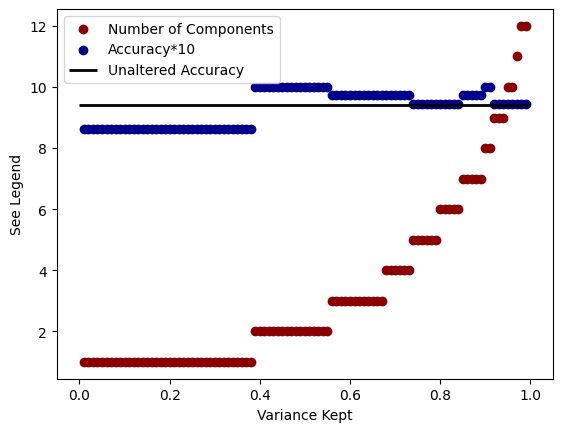 Number of Components
Accuracy*10
Unaltered Accuracy
12
10
8
6
4
2
See Legend
0.0 0.2 0.4 0.6 0.8 1.0
Variance Kept